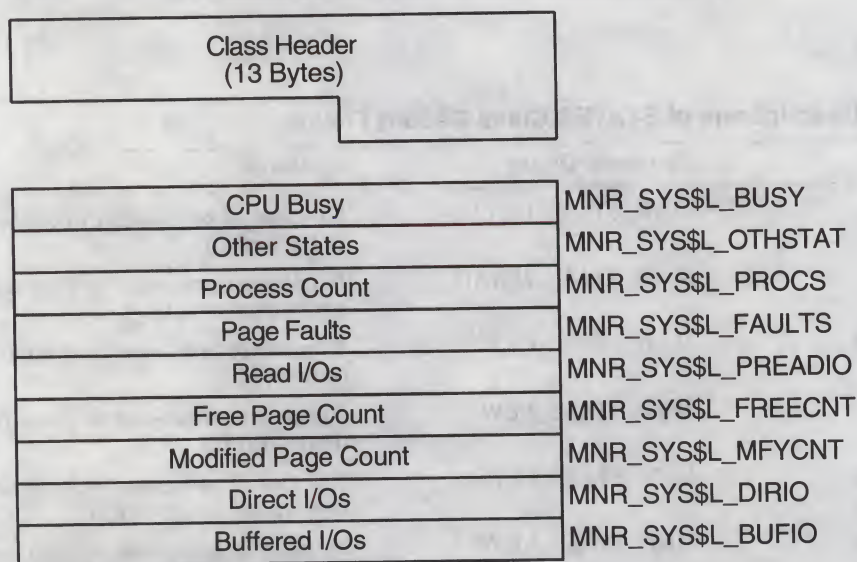 Class Header
(13 Bytes)
CPU Busy MNR_SYS$L_BUSY
Other States MNR_SYS$L_OTHSTAT
Process Count MNR_SYS$L_PROCS
Page Faults MNR_SYS$L_FAULTS
Read I/Os MNR_SYS$L_PREADIO
Free Page Count MNR_SYS$L_FREECNT
Modified Page Count MNR_SYS$L_MFYCNT
Direct I/Os MNR_SYS$L_DIRIO
Buffered I/Os MNR_SYS$L_BUFIO